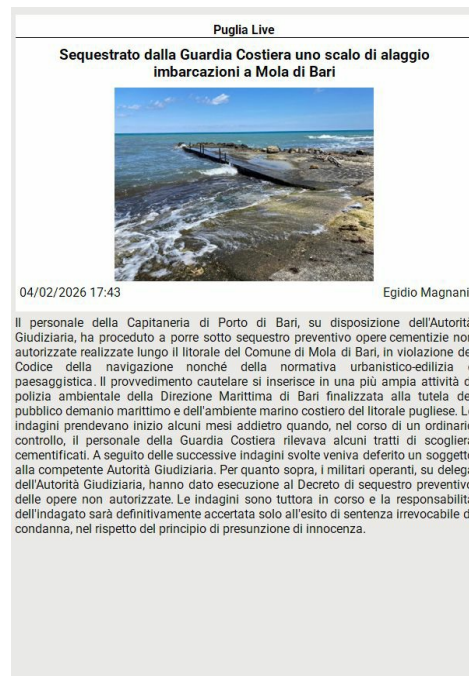 Puglia Live
Sequestrato dalla Guardia Costiera uno scalo di alaggio
imbarcazioni a Mola di Bari
04/02/2026 17:43
Egidio Magnani
Il personale della Capitaneria di Porto di Bari, su disposizione dell'Autorità
Giudiziaria, ha proceduto a porre sotto sequestro preventivo opere cementizie non
autorizzate realizzate lungo il litorale del Comune di Mola di Bari, in violazione de
Codice della navigazione nonché della normativa urbanistico-edilizia e
paesaggistica. Il provvedimento cautelare si inserisce in una più ampia attività d
polizia ambientale della Direzione Marittima di Bari finalizzata alla tutela de
pubblico demanio marittimo e dell'ambiente marino costiero del litorale pugliese. Le
indagini prendevano inizio alcuni mesi addietro quando, nel corso di un ordinario
controllo, il personale della Guardia Costiera rilevava alcuni tratti di scogliera
cementificati. A seguito delle successive indagini svolte veniva deferito un soggetto
alla competente Autorità Giudiziaria. Per quanto sopra, i militari operanti, su delega
dell'Autorità Giudiziaria, hanno dato esecuzione al Decreto di sequestro preventivo
delle opere non autorizzate. Le indagini sono tuttora in corso e la responsabilità
dell'indagato sarà definitivamente accertata solo all'esito di sentenza irrevocabile d
condanna, nel rispetto del principio di presunzione di innocenza.